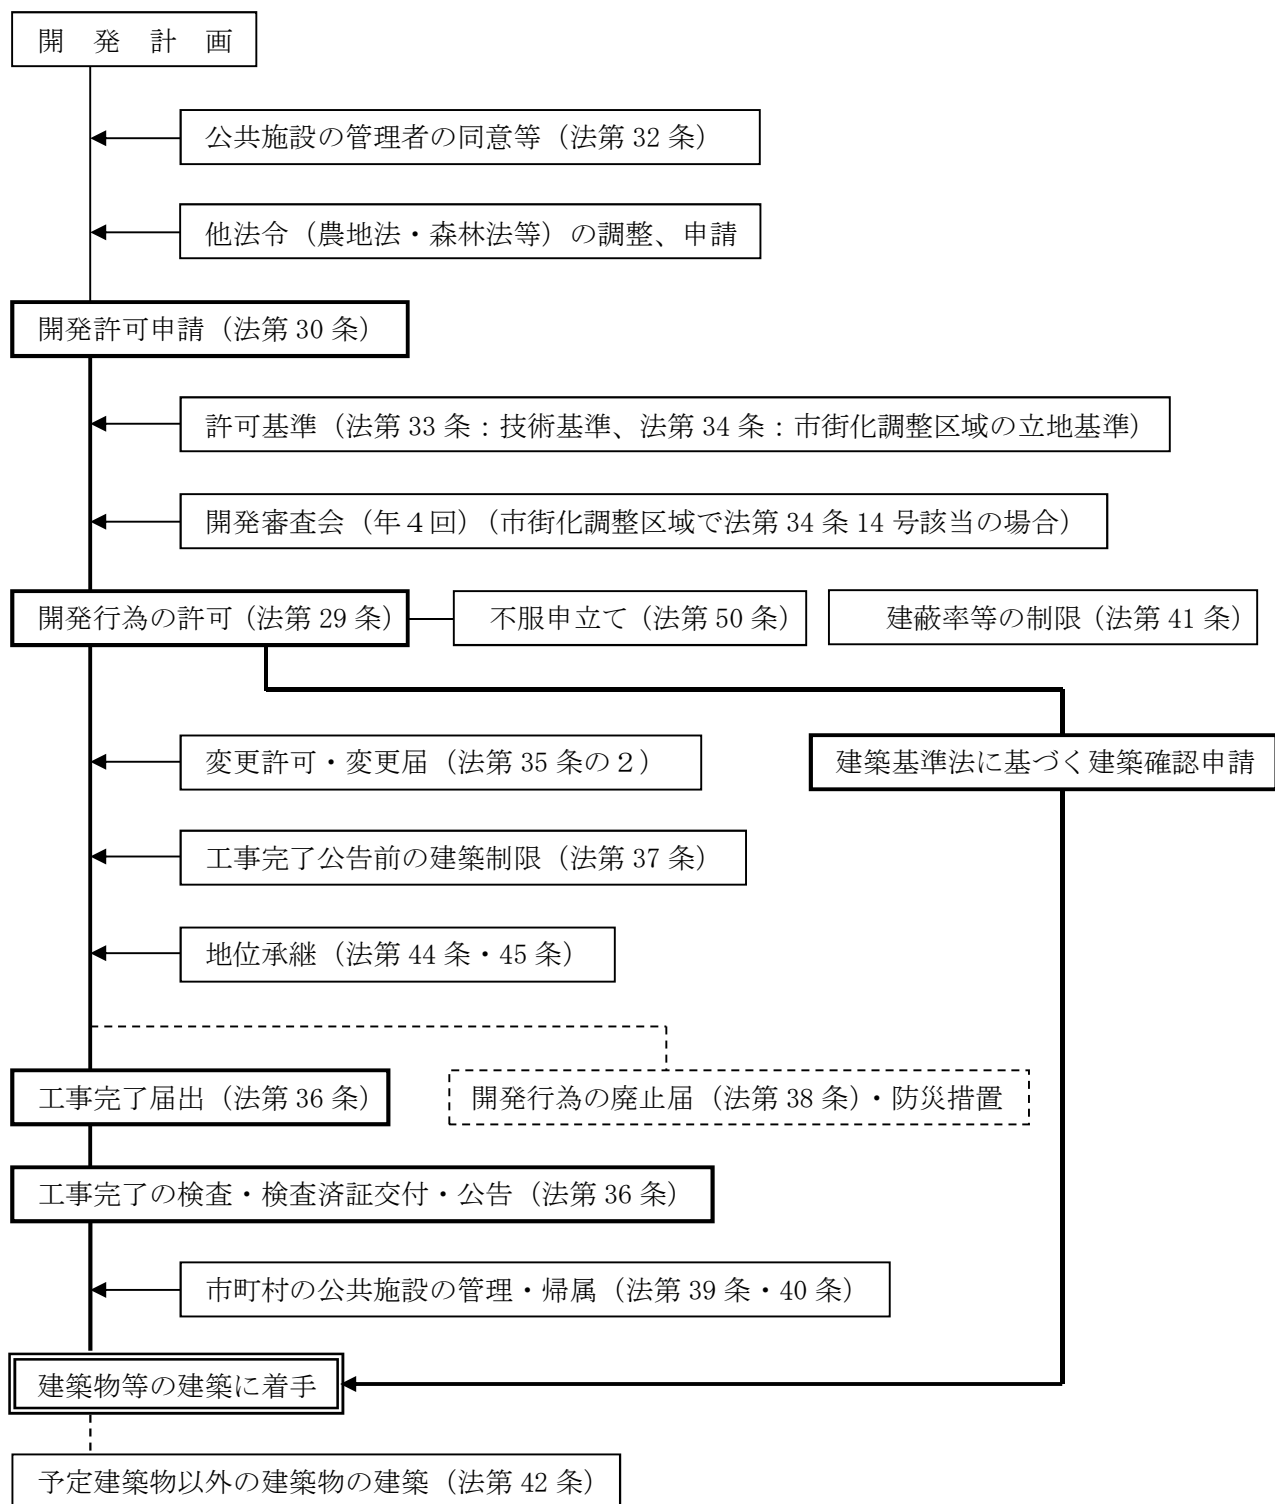 開 発 計 画
公共施設の管理者の同意等（法第 32 条）
他法令（農地法・森林法等）の調整、申請
開発許可申請（法第 30 条）
許可基準（法第 33 条：技術基準、法第 34 条：市街化調整区域の立地基準）
開発審査会（年４回）（市街化調整区域で法第 34 条 14 号該当の場合）
開発行為の許可（法第 29 条）
不服申立て（法第 50 条）
建蔽率等の制限（法第 41 条）
変更許可・変更届（法第 35 条の２）
建築基準法に基づく建築確認申請
工事完了公告前の建築制限（法第 37 条）
地位承継（法第 44 条・45 条）
工事完了届出（法第 36 条）
開発行為の廃止届（法第 38 条）・防災措置
工事完了の検査・検査済証交付・公告（法第 36 条）
市町村の公共施設の管理・帰属（法第 39 条・40 条）
建築物等の建築に着手
予定建築物以外の建築物の建築（法第 42 条）